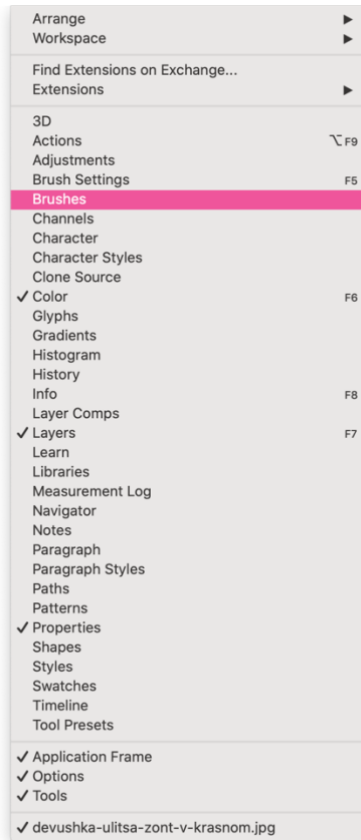 Arrange ▶
Workspace ▶
Find Extensions on Exchange...
Extensions ▶
3D
Actions ⌥F9
Adjustments
Brush Settings F5
Brushes
Channels
Character
Character Styles
Clone Source
✓ Color F6
Glyphs
Gradients
Histogram
History
Info F8
Layer Comps
✓ Layers F7
Learn
Libraries
Measurement Log
Navigator
Notes
Paragraph
Paragraph Styles
Paths
Patterns
✓ Properties
Shapes
Styles
Swatches
Timeline
Tool Presets
✓ Application Frame
✓ Options
✓ Tools
✓ devushka-ulitsa-zont-v-krasnom.jpg